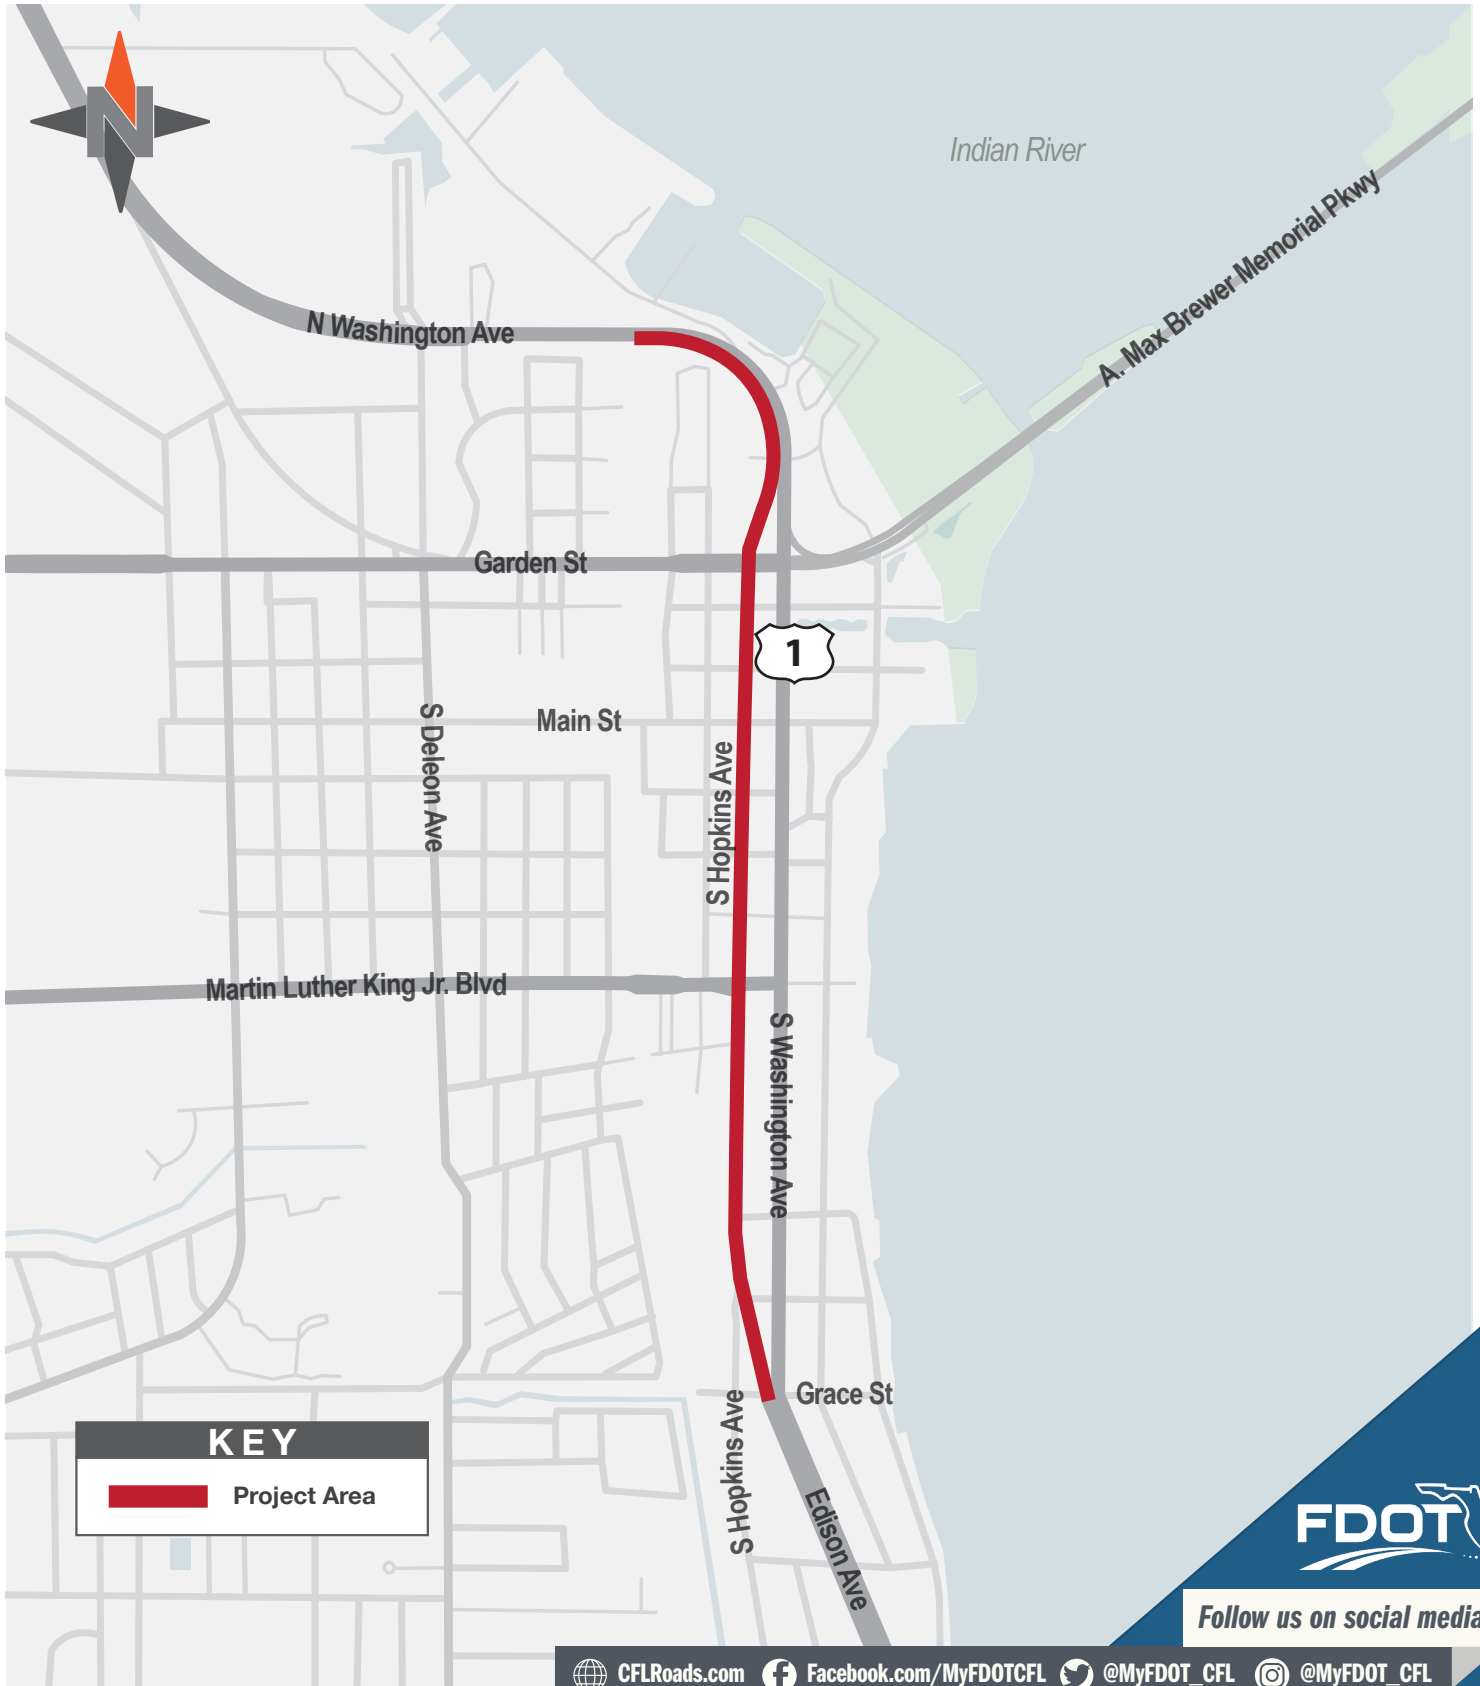 N
Indian River
A. Max Brewer Memorial Pkwy
N Washington Ave
Garden St
1
Main St
S Deleon Ave
S Hopkins Ave
Martin Luther King Jr. Blvd
S Washington Ave
Grace St
S Hopkins Ave
Edison Ave
KEY
Project Area
FDOT
Follow us on social media
CFLRoads.com Facebook.com/MyFDOTCFL @MyFDOT_CFL @MyFDOT_CFL